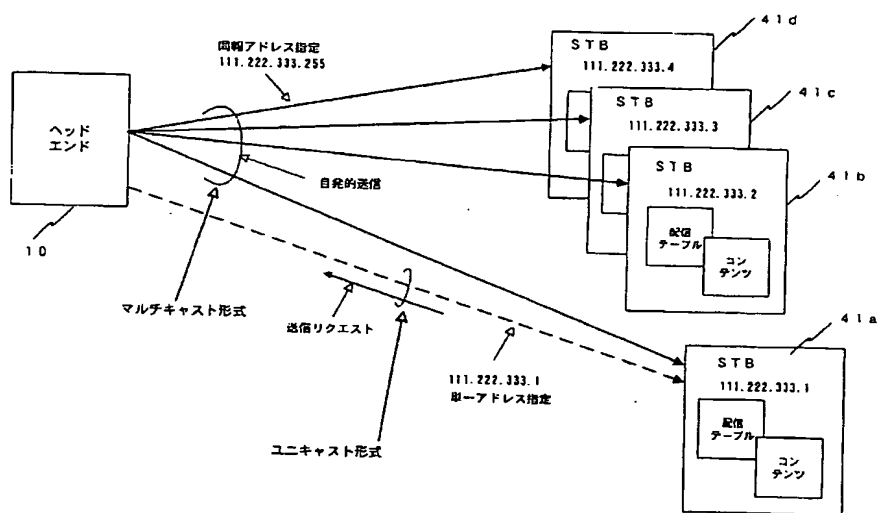 同報アドレス指定
111.222.333.255
ヘッド
エンド
10
自発的送信
マルチキャスト形式
送信リクエスト
ユニキャスト形式
111.222.333.1
単一アドレス指定
STB
111.222.333.4
41d
STB
111.222.333.3
41c
STB
111.222.333.2
41b
配信
テーブル
コン
テンツ
41a
STB
111.222.333.1
配信
テーブル
コン
テンツ